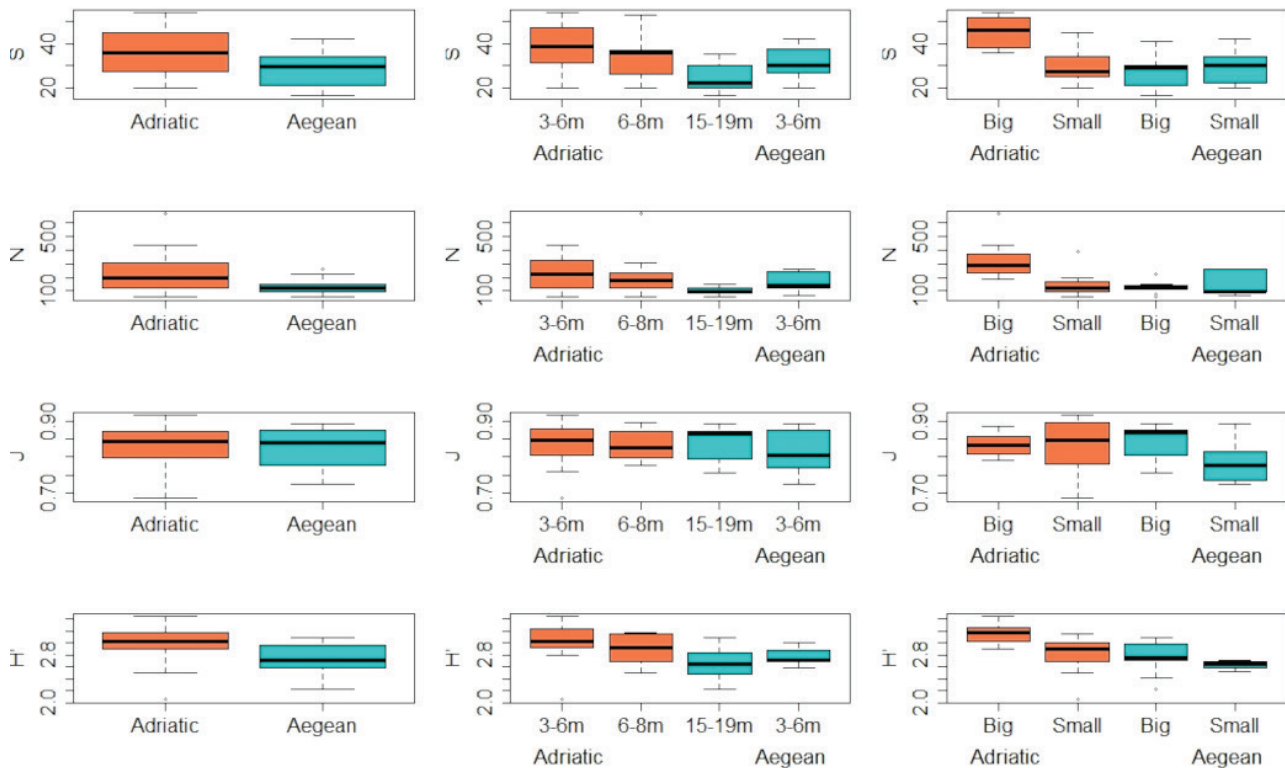 S
40
20
Adriatic Aegean
S
40
20
3-6m 6-8m 15-19m 3-6m
Adriatic Aegean
S
40
20
Big Small Big Small
Adriatic Aegean
N
500
100
Adriatic Aegean
N
500
100
3-6m 6-8m 15-19m 3-6m
Adriatic Aegean
N
500
100
Big Small Big Small
Adriatic Aegean
J
0.90
0.70
Adriatic Aegean
J
0.90
0.70
3-6m 6-8m 15-19m 3-6m
Adriatic Aegean
J
0.90
0.70
Big Small Big Small
Adriatic Aegean
H'
2.8
2.0
Adriatic Aegean
H'
2.8
2.0
3-6m 6-8m 15-19m 3-6m
Adriatic Aegean
H'
2.8
2.0
Big Small Big Small
Adriatic Aegean